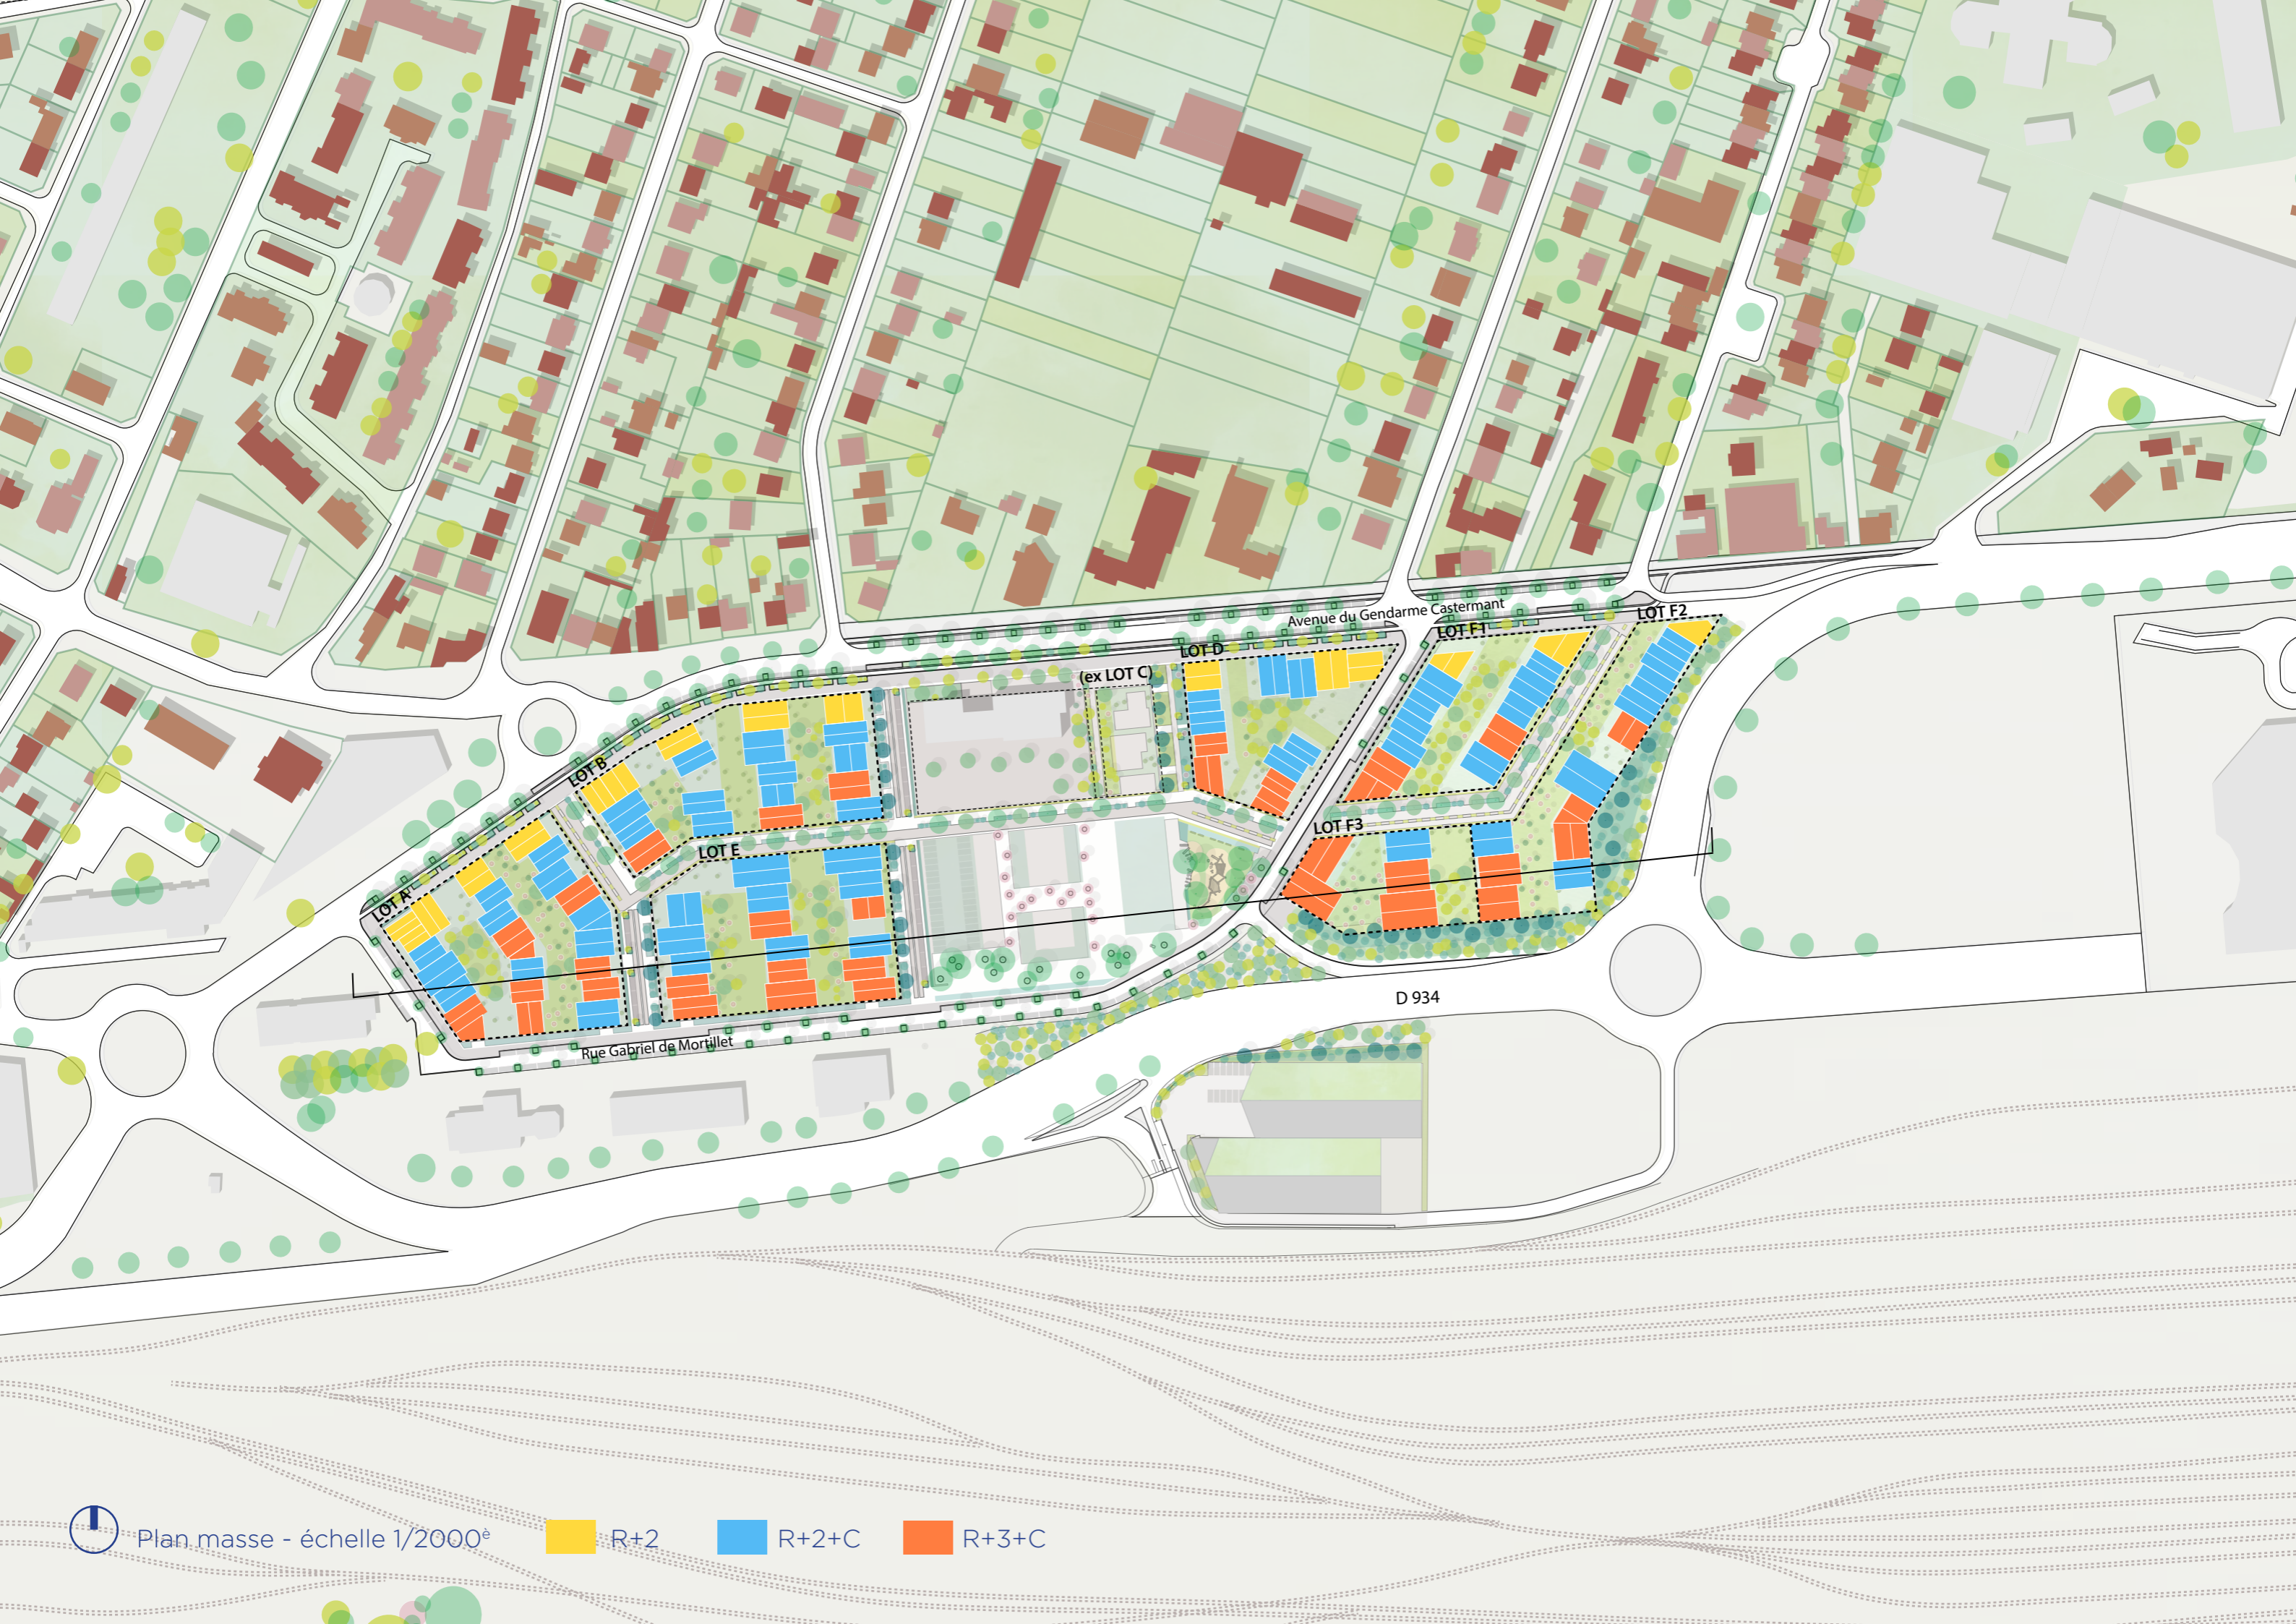 Avenue du Gendarme Castermant
LOT F2
LOT F1
LOT D
(ex LOT C)
LOT B
LOT F3
LOT E
LOT A
D 934
Rue Gabriel de Mortillet
Plan masse - échelle 1/2000è
R+2
R+2+C
R+3+C